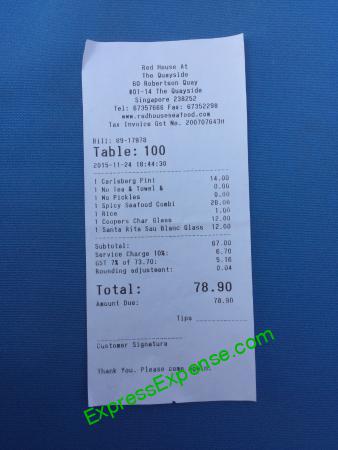 Red House At
The Quayside
60 Robertson Quay
#01-14 The Quayside
Singapore 238252
Tel: 67357666 Fax: 67352298
www.redhouseseafood.com
Tax Invoice Gst No. 200707643H
Bill: 89-17878
Table: 100
2015-11-24 18:44:30
1 Carlsberg Pint 14.00
1 No Tea & Towel & 0.00
1 No Pickles 0.00
1 Spicy Seafood Combi 28.00
1 Rice 1.00
1 Coopers Char Glass 12.00
1 Santa Rita Sau Blanc Glass 12.00
Subtotal: 67.00
Service Charge 10%: 6.70
GST 7% of 73.70: 5.16
Rounding adjustment: 0.04
Total: 78.90
Amount Due: 78.90
Tips
Customer Signature
Thank You. Please come again.
ExpressExpense.com